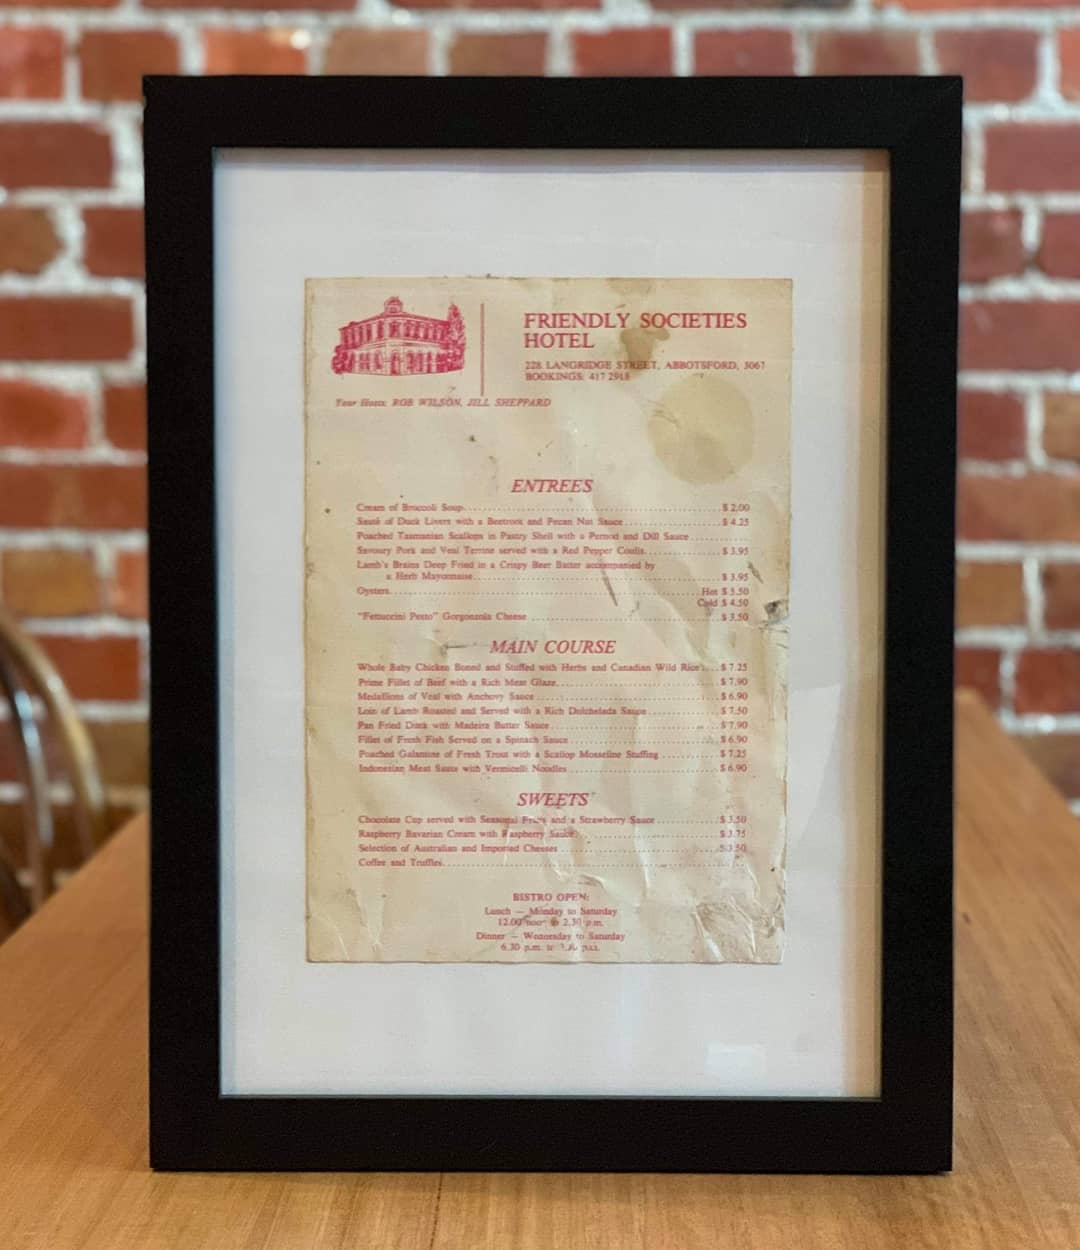 FRIENDLY SOCIETIES
HOTEL
228 LANGRIDGE STREET, ABBOTSFORD, 3067
BOOKINGS: 417 2918
Your Hosts: ROB WILSON, JILL SHEPPARD
ENTREES
Cream of Broccoli Soup $ 2.00
Sauté of Duck Livers with a Beetroot and Pecan Nut Sauce $ 4.25
Poached Tasmanian Scallops in Pastry Shell with a Pernod and Dill Sauce
Savoury Pork and Veal Terrine served with a Red Pepper Coulis $ 3.95
Lamb's Brains Deep Fried in a Crispy Beer Batter accompanied by
a Herb Mayonnaise $ 3.95
Oysters Hot
Cold $ 4.50
"Fettuccini Pesto" Gorgonzola Cheese $ 3.50
MAIN COURSE
Whole Baby Chicken Boned and Stuffed with Herbs and Canadian Wild Rice $ 7.25
Prime Fillet of Beef with a Rich Meat Glaze $ 7.90
Medallions of Veal with Anchovy Sauce $ 6.90
Loin of Lamb Roasted and Served with a Rich Sauce $ 7.50
Pan Fried Duck with Madeira Butter Sauce $ 7.90
Fillet of Fresh Fish Served on a Spinach Sauce $ 6.90
Poached Galantine of Fresh Trout with a Scallop Mosseline Stuffing $ 7.25
Indonesian Meat Sauté with Vermicelli Noodles $ 6.90
SWEETS
Chocolate Cup served with Seasonal Fruits and a Strawberry Sauce $ 3.50
Raspberry Bavarian Cream with Raspberry Sauce $ 3.75
Selection of Australian and Imported Cheeses
Coffee and Truffles
BISTRO OPEN:
Lunch — Monday to Saturday
12.00 noon to 2.30 p.m.
Dinner — Wednesday to Saturday
6.30 p.m. to p.m.